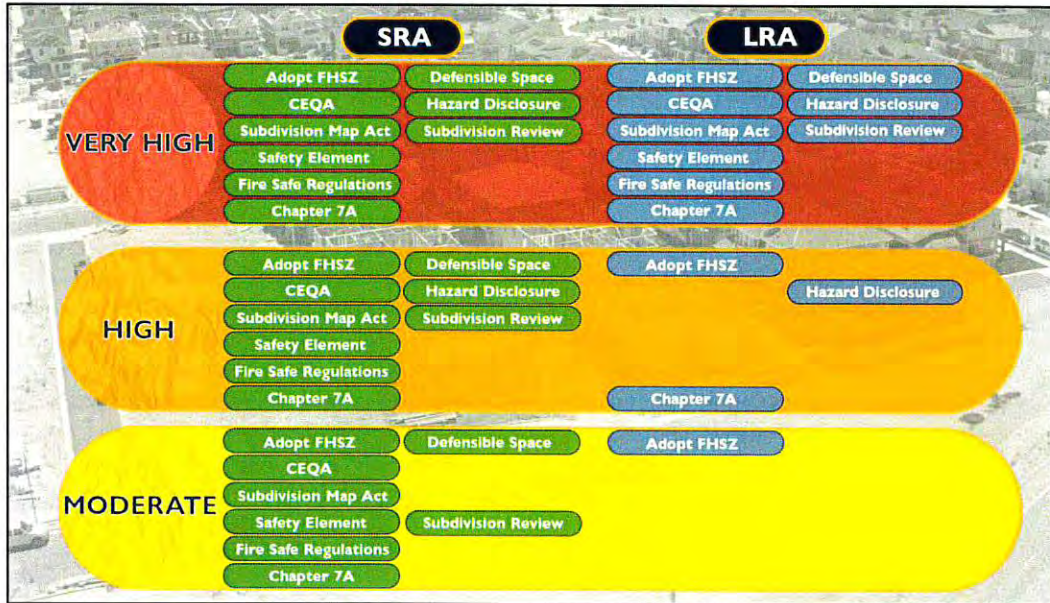 SRA LRA
VERY HIGH
Adopt FHSZ Defensible Space Adopt FHSZ Defensible Space
CEQA Hazard Disclosure CEQA Hazard Disclosure
Subdivision Map Act Subdivision Review Subdivision Map Act Subdivision Review
Safety Element Safety Element
Fire Safe Regulations Fire Safe Regulations
Chapter 7A Chapter 7A
HIGH
Adopt FHSZ Defensible Space Adopt FHSZ
CEQA Hazard Disclosure Hazard Disclosure
Subdivision Map Act Subdivision Review
Safety Element
Fire Safe Regulations
Chapter 7A Chapter 7A
MODERATE
Adopt FHSZ Defensible Space Adopt FHSZ
CEQA
Subdivision Map Act
Safety Element Subdivision Review
Fire Safe Regulations
Chapter 7A